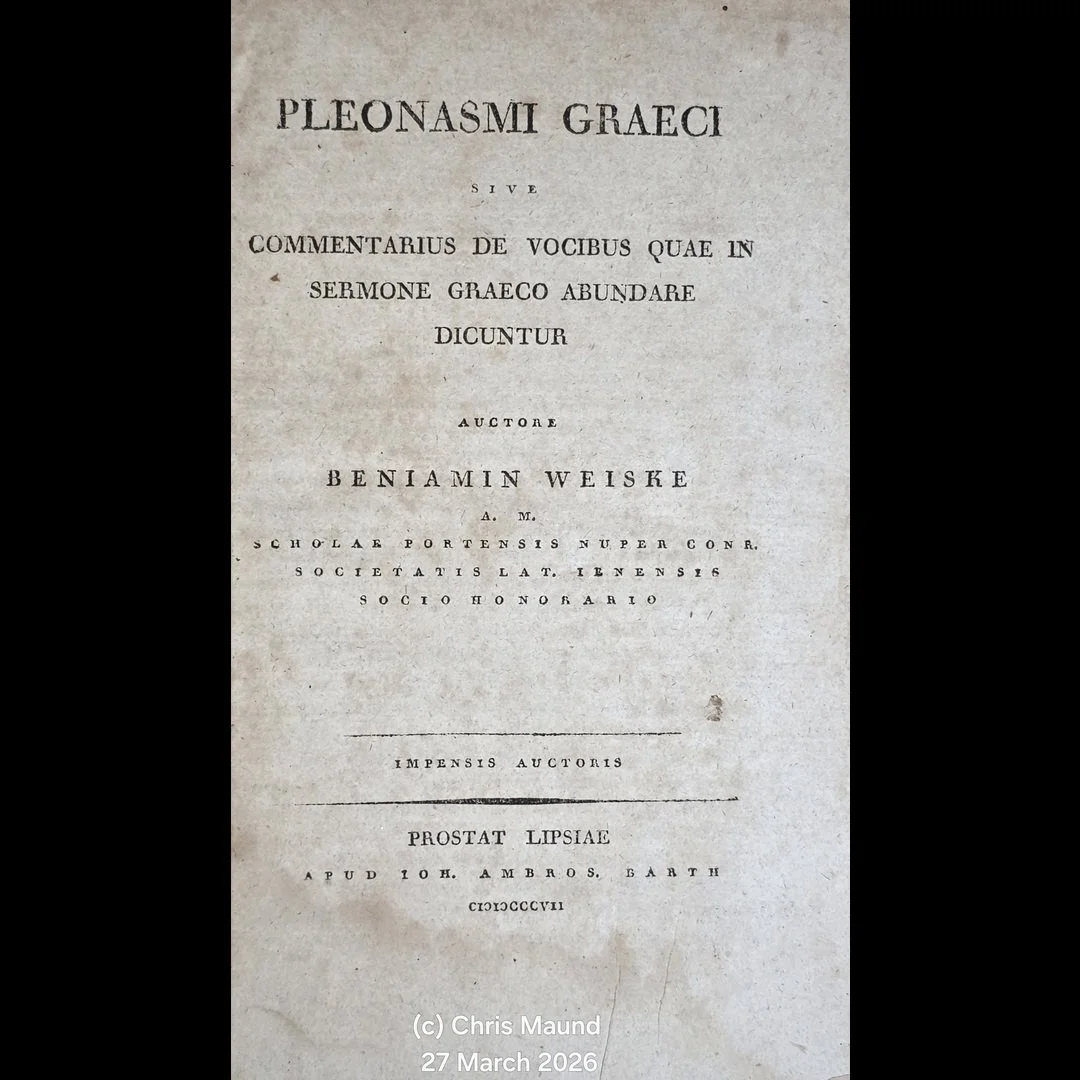 PLEONASMI GRAECI
SIVE
COMMENTARIUS DE VOCIBUS QUAE IN
SERMONE GRAECO ABUNDARE
DICUNTUR
AUCTORE
BENIAMIN WEISKE
A. M.
SCHOLAE PORTENSIS NUPER CONR.
SOCIETATIS LAT. IENENSIS
SOCIO HONORARIO
IMPENSIS AUCTORIS
PROSTAT LIPSIAE
APUD IOH. AMBROS. BARTH
CIↃIↃCCCVII
(c) Chris Maund
27 March 2026